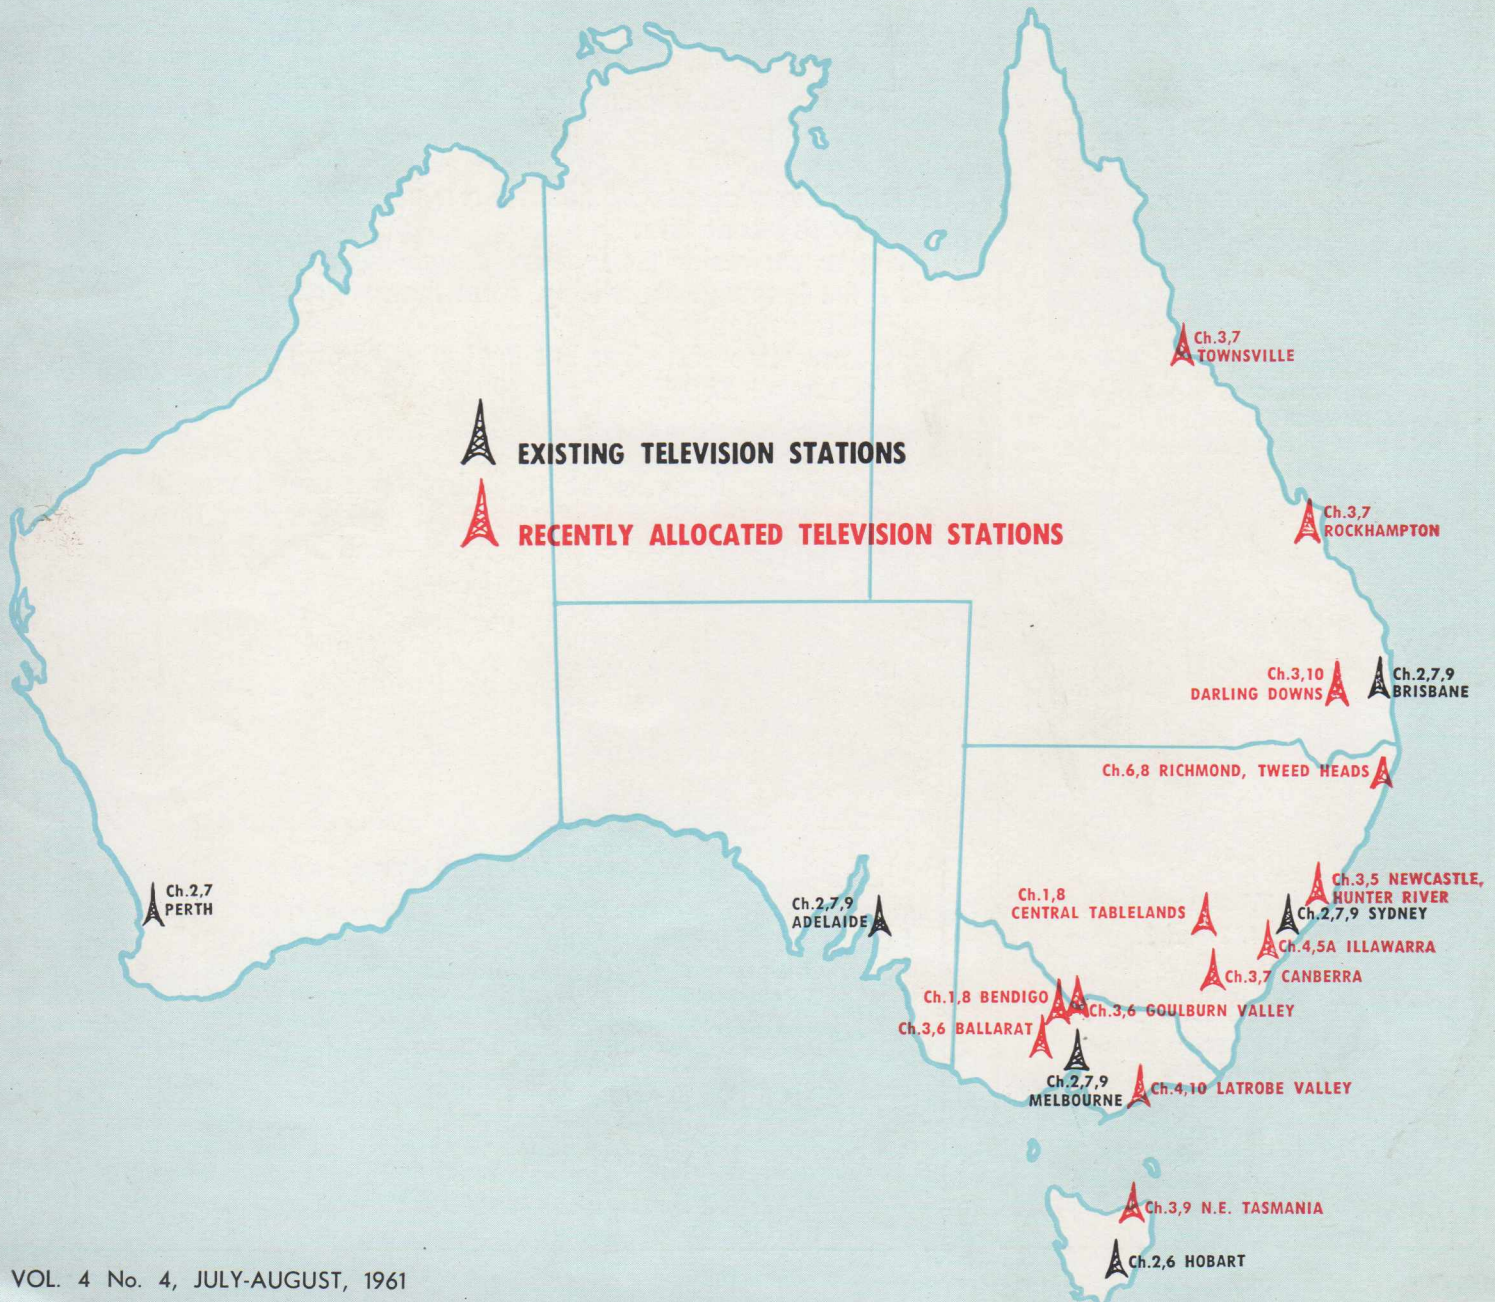 Ch.3,7
TOWNSVILLE
EXISTING TELEVISION STATIONS
Ch.3,7
ROCKHAMPTON
RECENTLY ALLOCATED TELEVISION STATIONS
Ch.3,10
DARLING DOWNS
Ch.2,7,9
BRISBANE
Ch.6,8 RICHMOND, TWEED HEADS
Ch.2,7
PERTH
Ch.2,7,9
ADELAIDE
Ch.1,8
CENTRAL TABLELANDS
Ch.3,5 NEWCASTLE,
HUNTER RIVER
Ch.2,7,9 SYDNEY
Ch.4,5A ILLAWARRA
Ch.3,7 CANBERRA
Ch.1,8 BENDIGO
Ch.3,6 GOULBURN VALLEY
Ch.3,6 BALLARAT
Ch.2,7,9
MELBOURNE
Ch.4,10 LATROBE VALLEY
Ch.3,9 N.E. TASMANIA
Ch.2,6 HOBART
VOL. 4 No. 4, JULY-AUGUST, 1961